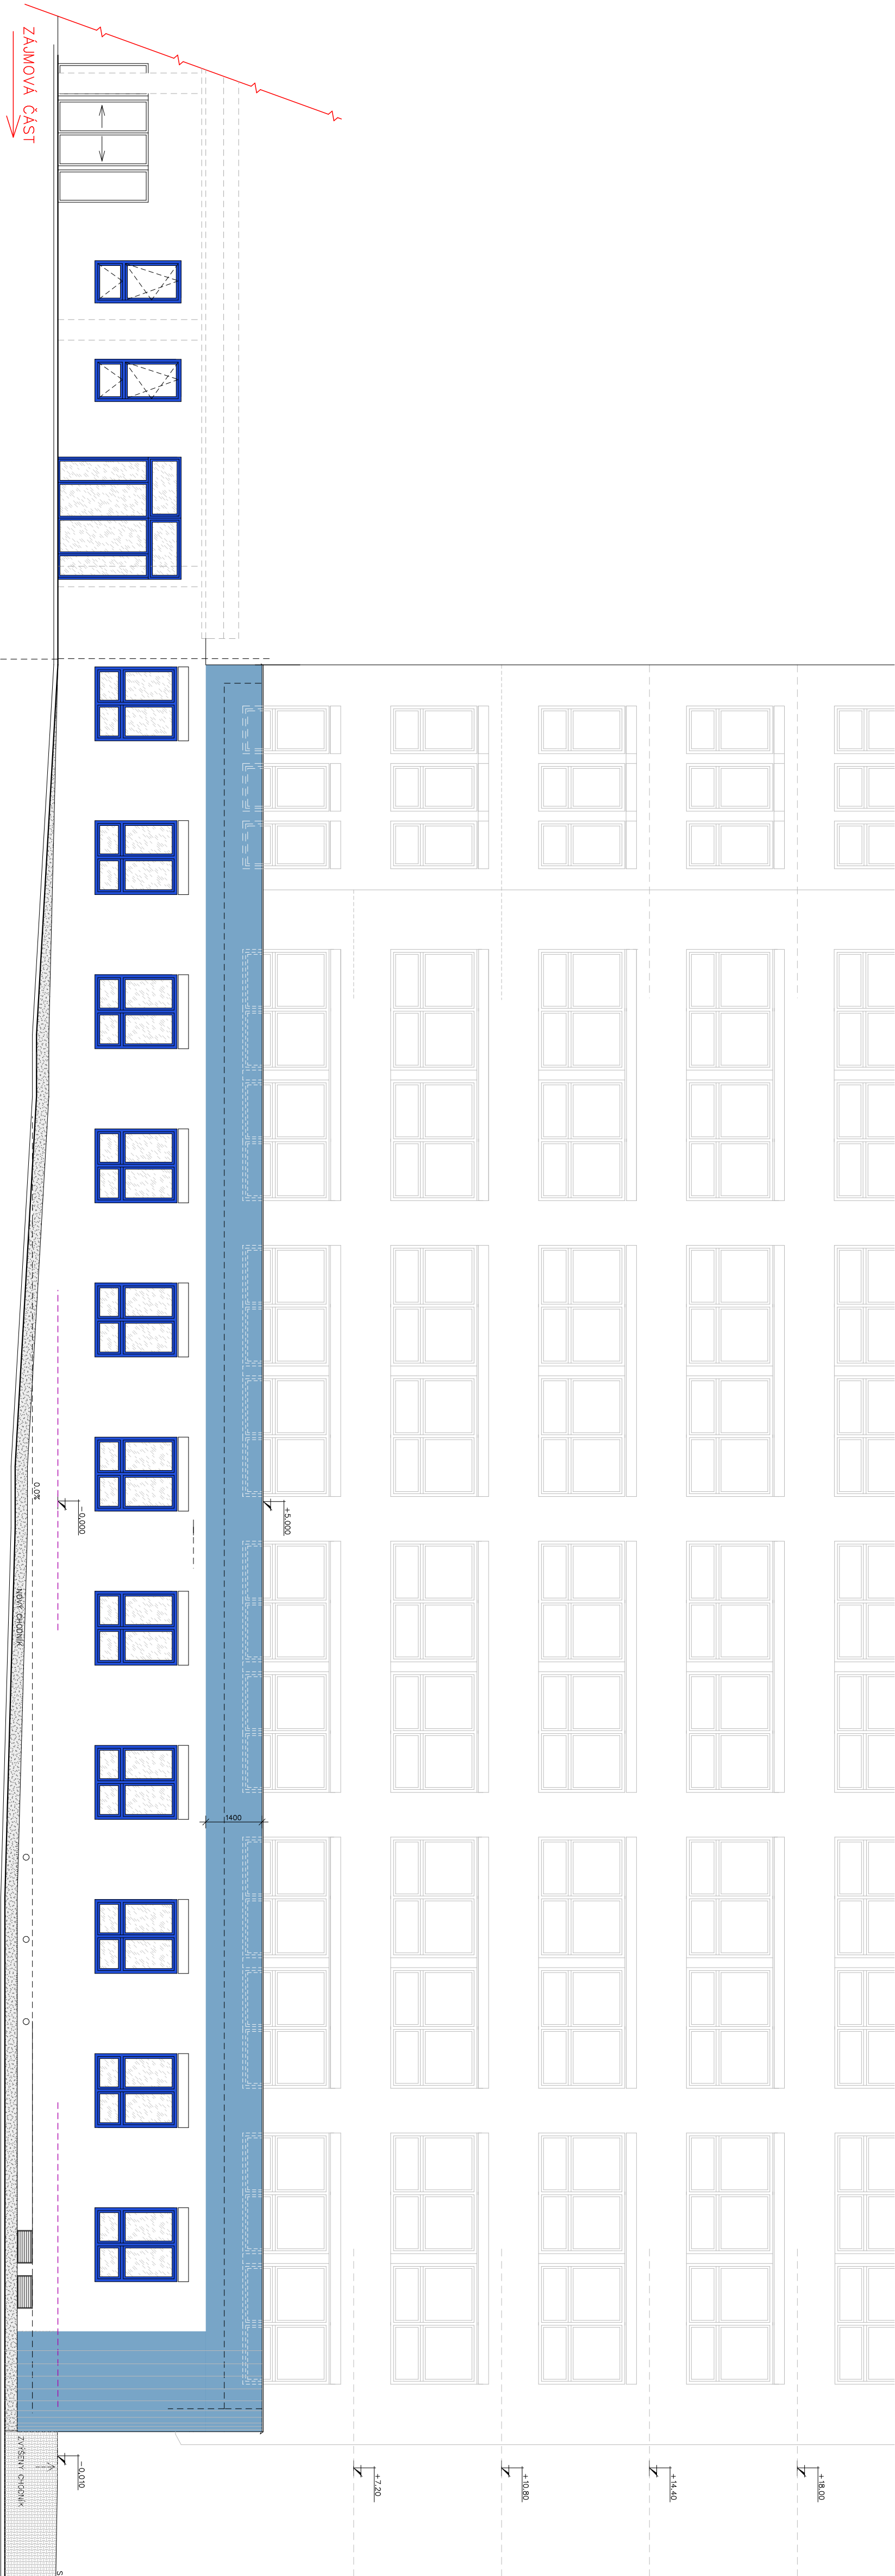 ZÁJMOVÁ ČÁST
0.0%
-0,000
+5,000
NOVÝ CHODNÍK
1400
ZVÝŠENÝ CHODNÍK
-0,010
+7,20
+10,80
+14,40
+18,00
S